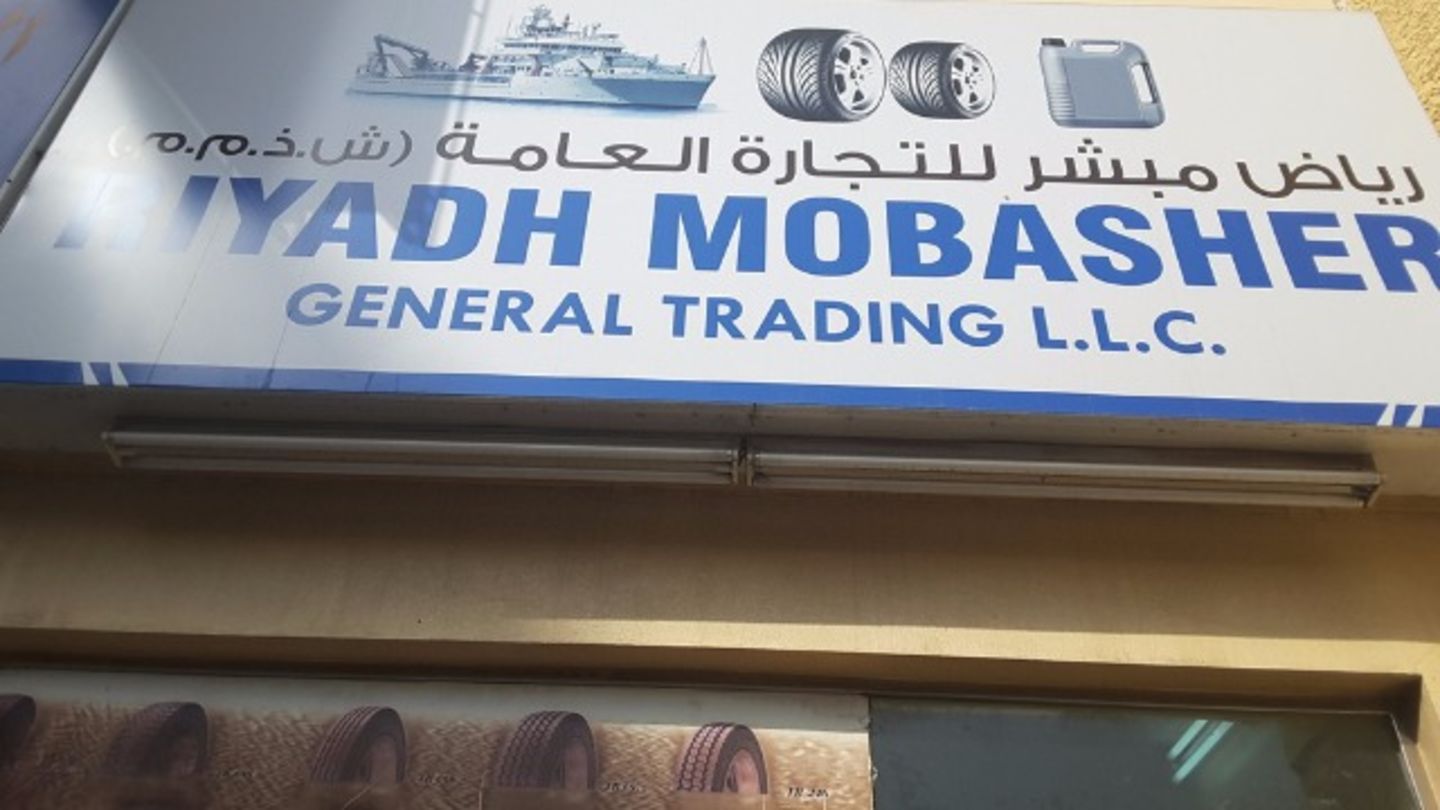 رياض مبشر للتجارة العامة (ش.ذ.م.م.)
RIYADH MOBASHER
GENERAL TRADING L.L.C.